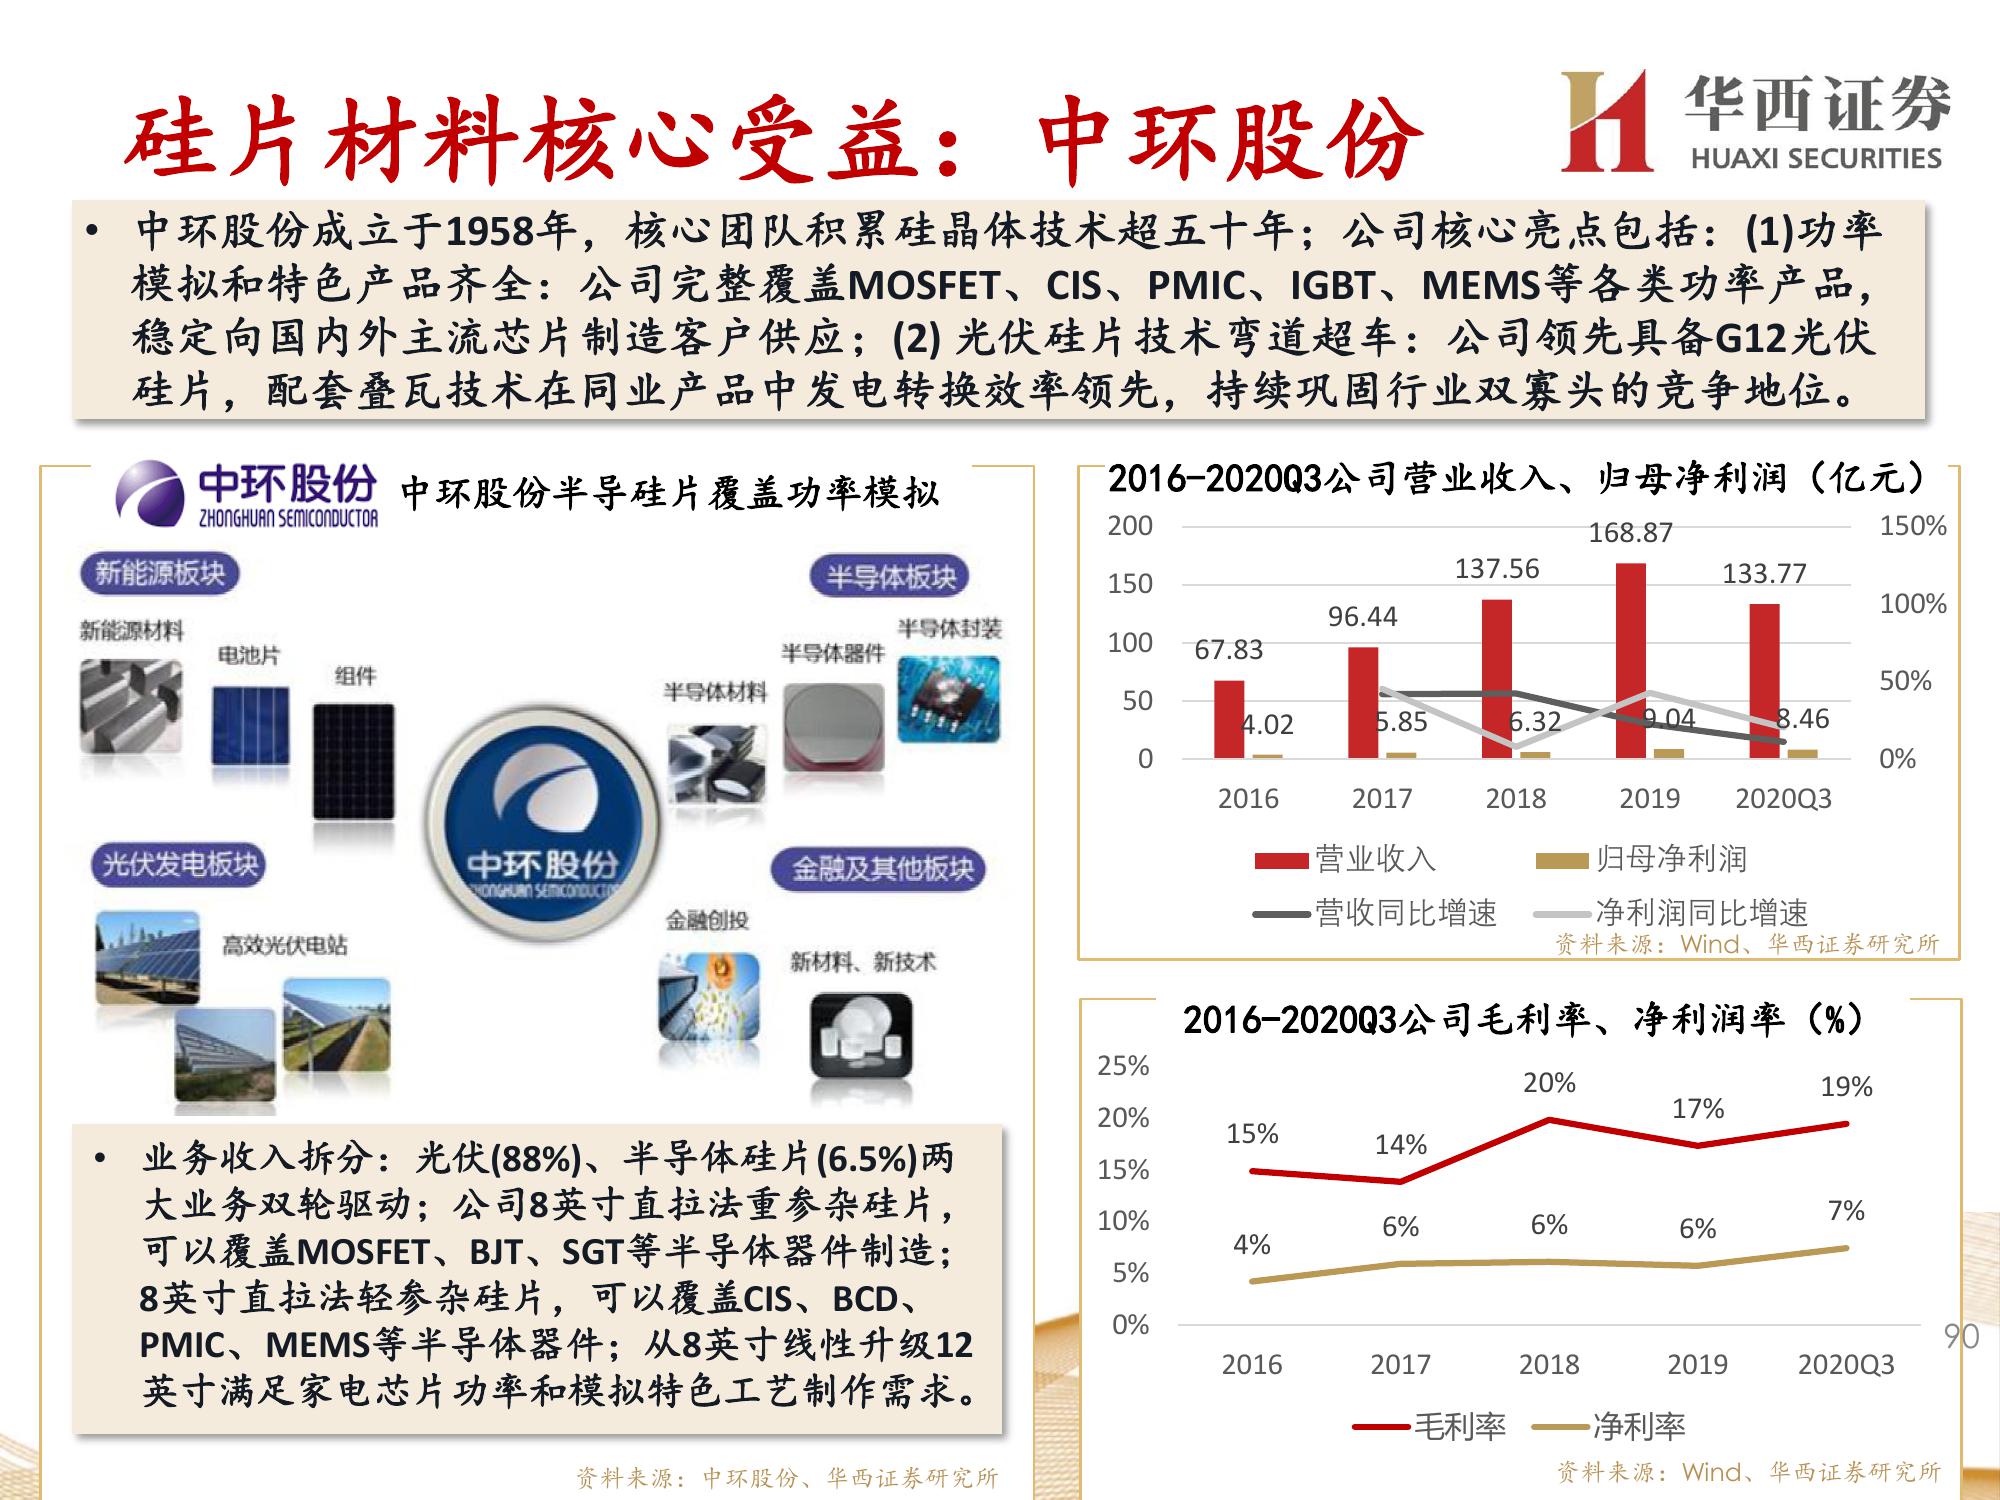 硅片材料核心受益：中环股份
华西证券
HUAXI SECURITIES
• 中环股份成立于1958年，核心团队积累硅晶体技术超五十年；公司核心亮点包括：(1)功率
模拟和特色产品齐全：公司完整覆盖MOSFET、CIS、PMIC、IGBT、MEMS等各类功率产品，
稳定向国内外主流芯片制造客户供应；(2) 光伏硅片技术弯道超车：公司领先具备G12光伏
硅片，配套叠瓦技术在同业产品中发电转换效率领先，持续巩固行业双寡头的竞争地位。
中环股份
ZHONGHUAN SEMICONDUCTOR
中环股份半导硅片覆盖功率模拟
新能源板块
半导体板块
新能源材料
电池片
组件
半导体材料
半导体器件
半导体封装
中环股份
ZHONGHUAN SEMICONDUCTOR
光伏发电板块
金融及其他板块
高效光伏电站
金融创投
新材料、新技术
• 业务收入拆分：光伏(88%)、半导体硅片(6.5%)两
大业务双轮驱动；公司8英寸直拉法重参杂硅片，
可以覆盖MOSFET、BJT、SGT等半导体器件制造；
8英寸直拉法轻参杂硅片，可以覆盖CIS、BCD、
PMIC、MEMS等半导体器件；从8英寸线性升级12
英寸满足家电芯片功率和模拟特色工艺制作需求。
资料来源：中环股份、华西证券研究所
2016-2020Q3公司营业收入、归母净利润（亿元）
200
150
100
50
0
150%
100%
50%
0%
67.83
96.44
137.56
168.87
133.77
4.02
5.85
6.32
9.04
8.46
2016 2017 2018 2019 2020Q3
营业收入 归母净利润
营收同比增速 净利润同比增速
资料来源：Wind、华西证券研究所
2016-2020Q3公司毛利率、净利润率（%）
25%
20%
15%
10%
5%
0%
15% 14% 20% 17% 19%
4% 6% 6% 6% 7%
2016 2017 2018 2019 2020Q3
毛利率 净利率
资料来源：Wind、华西证券研究所
90